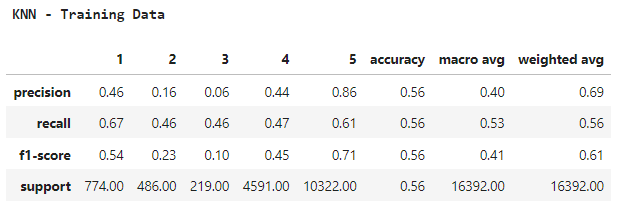 KNN - Training Data
1 2 3 4 5 accuracy macro avg weighted avg
precision 0.46 0.16 0.06 0.44 0.86 0.56 0.40 0.69
recall 0.67 0.46 0.46 0.47 0.61 0.56 0.53 0.56
f1-score 0.54 0.23 0.10 0.45 0.71 0.56 0.41 0.61
support 774.00 486.00 219.00 4591.00 10322.00 0.56 16392.00 16392.00